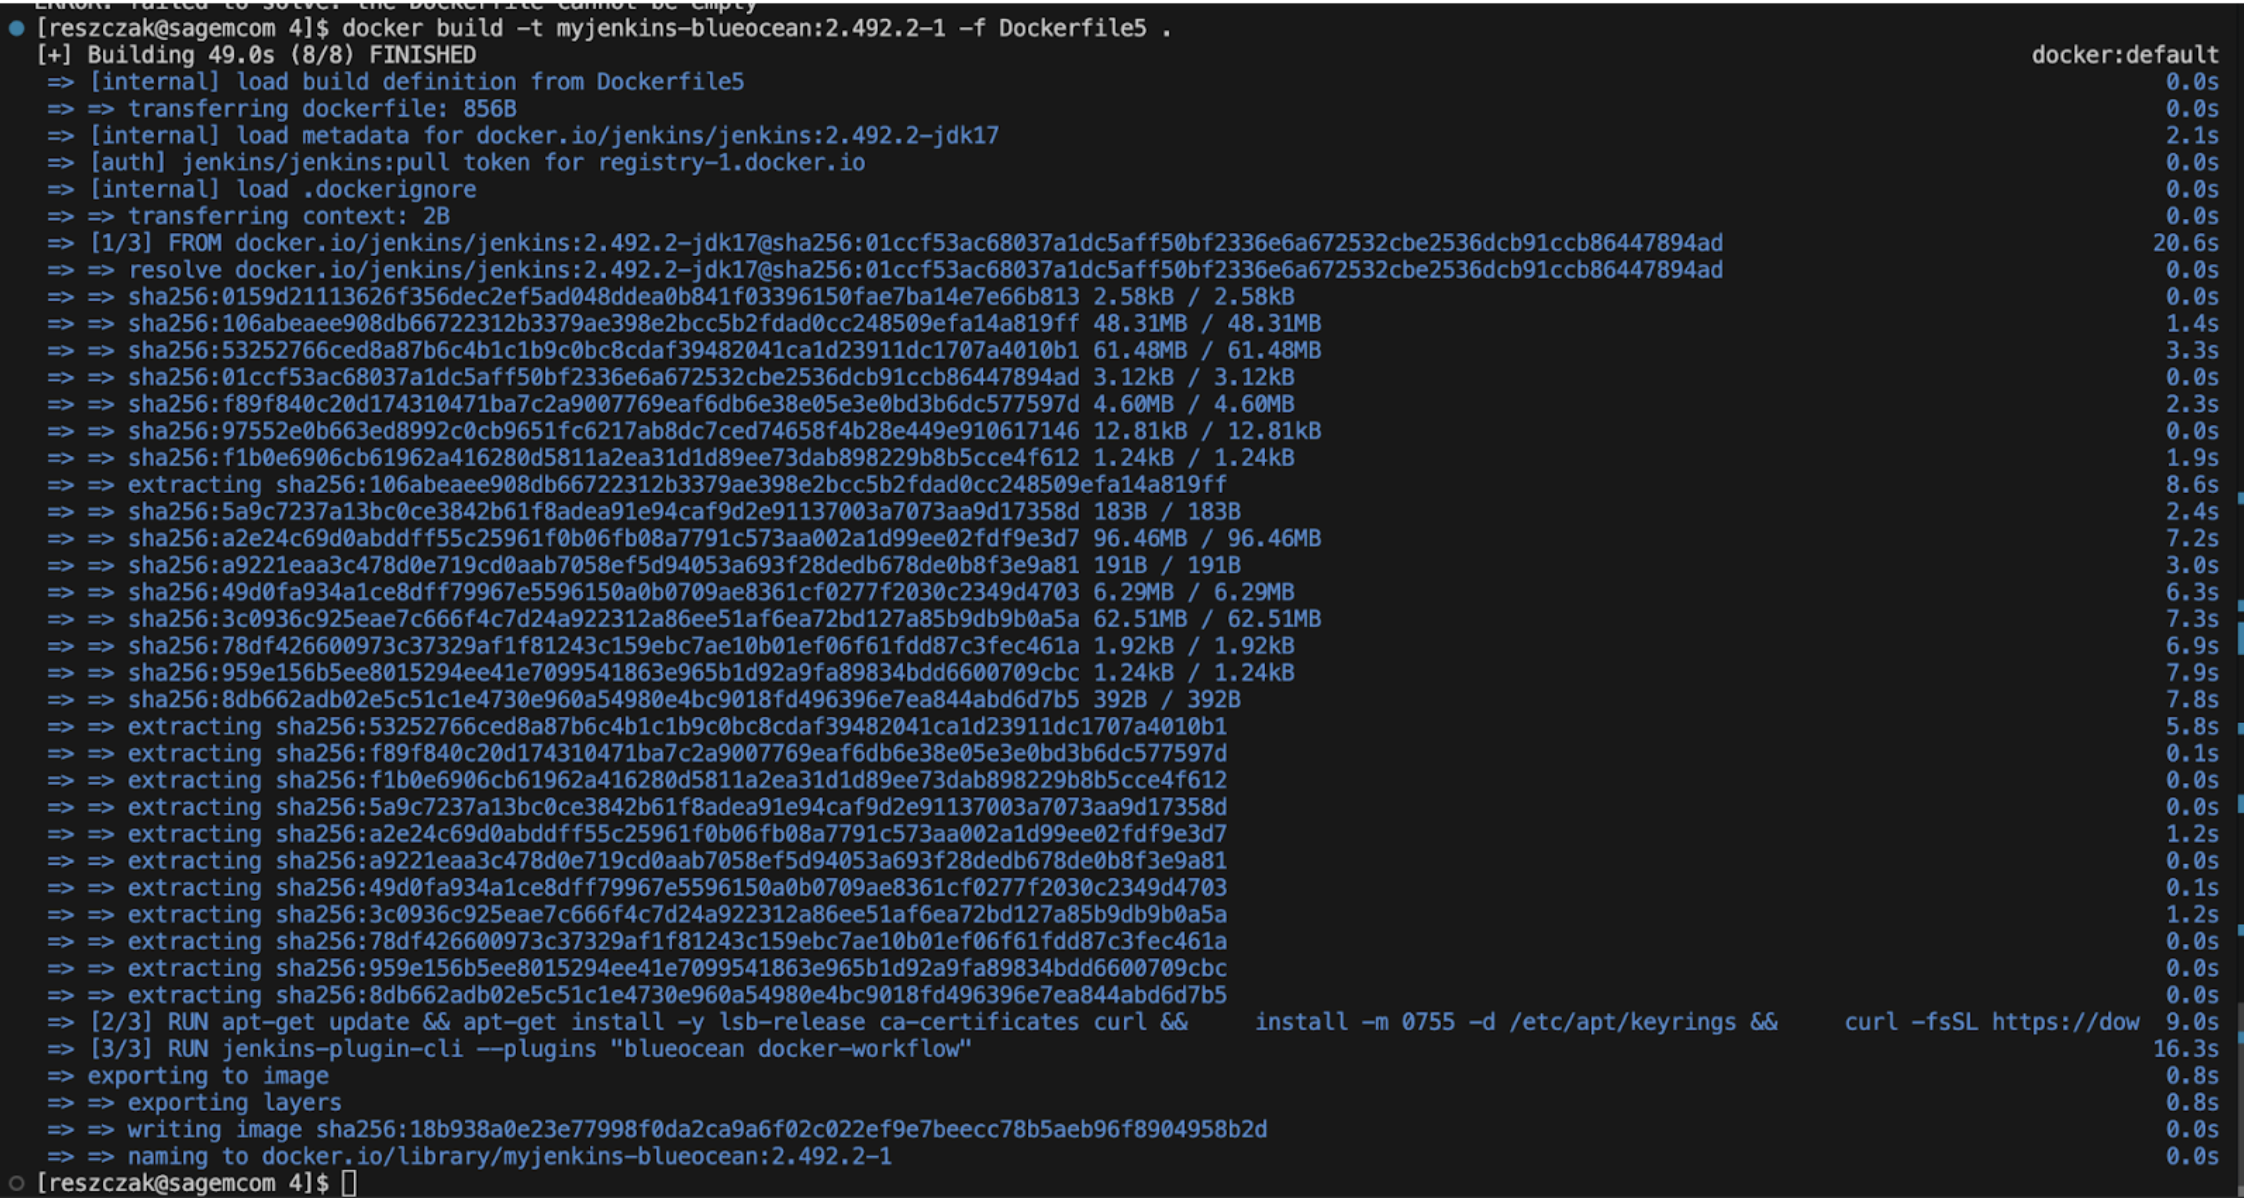 ERROR: failed to solve: the Dockerfile cannot be empty
[reszczak@sagemcom 4]$ docker build -t myjenkins-blueocean:2.492.2-1 -f Dockerfile5 .
[+] Building 49.0s (8/8) FINISHED docker:default
=> [internal] load build definition from Dockerfile5 0.0s
=> => transferring dockerfile: 856B 0.0s
=> [internal] load metadata for docker.io/jenkins/jenkins:2.492.2-jdk17 2.1s
=> [auth] jenkins/jenkins:pull token for registry-1.docker.io 0.0s
=> [internal] load .dockerignore 0.0s
=> => transferring context: 2B 0.0s
=> [1/3] FROM docker.io/jenkins/jenkins:2.492.2-jdk17@sha256:01ccf53ac68037a1dc5aff50bf2336e6a672532cbe2536dcb91ccb86447894ad 20.6s
=> => resolve docker.io/jenkins/jenkins:2.492.2-jdk17@sha256:01ccf53ac68037a1dc5aff50bf2336e6a672532cbe2536dcb91ccb86447894ad 0.0s
=> => sha256:0159d21113626f356dec2ef5ad048ddea0b841f03396150fae7ba14e7e66b813 2.58kB / 2.58kB 0.0s
=> => sha256:106abeaee908db66722312b3379ae398e2bcc5b2fdad0cc248509efa14a819ff 48.31MB / 48.31MB 1.4s
=> => sha256:53252766ced8a87b6c4b1c1b9c0bc8cdaf39482041ca1d23911dc1707a4010b1 61.48MB / 61.48MB 3.3s
=> => sha256:01ccf53ac68037a1dc5aff50bf2336e6a672532cbe2536dcb91ccb86447894ad 3.12kB / 3.12kB 0.0s
=> => sha256:f89f840c20d174310471ba7c2a9007769eaf6db6e38e05e3e0bd3b6dc577597d 4.60MB / 4.60MB 2.3s
=> => sha256:97552e0b663ed8992c0cb9651fc6217ab8dc7ced74658f4b28e449e910617146 12.81kB / 12.81kB 0.0s
=> => sha256:f1b0e6906cb61962a416280d5811a2ea31d1d89ee73dab898229b8b5cce4f612 1.24kB / 1.24kB 1.9s
=> => extracting sha256:106abeaee908db66722312b3379ae398e2bcc5b2fdad0cc248509efa14a819ff 8.6s
=> => sha256:5a9c7237a13bc0ce3842b61f8adea91e94caf9d2e91137003a7073aa9d17358d 183B / 183B 2.4s
=> => sha256:a2e24c69d0abddff55c25961f0b06fb08a7791c573aa002a1d99ee02fdf9e3d7 96.46MB / 96.46MB 7.2s
=> => sha256:a9221eaa3c478d0e719cd0aab7058ef5d94053a693f28dedb678de0b8f3e9a81 191B / 191B 3.0s
=> => sha256:49d0fa934a1ce8dff79967e5596150a0b0709ae8361cf0277f2030c2349d4703 6.29MB / 6.29MB 6.3s
=> => sha256:3c0936c925eae7c666f4c7d24a922312a86ee51af6ea72bd127a85b9db9b0a5a 62.51MB / 62.51MB 7.3s
=> => sha256:78df426600973c37329af1f81243c159ebc7ae10b01ef06f61fdd87c3fec461a 1.92kB / 1.92kB 6.9s
=> => sha256:959e156b5ee8015294ee41e7099541863e965b1d92a9fa89834bdd6600709cbc 1.24kB / 1.24kB 7.9s
=> => sha256:8db662adb02e5c51c1e4730e960a54980e4bc9018fd496396e7ea844abd6d7b5 392B / 392B 7.8s
=> => extracting sha256:53252766ced8a87b6c4b1c1b9c0bc8cdaf39482041ca1d23911dc1707a4010b1 5.8s
=> => extracting sha256:f89f840c20d174310471ba7c2a9007769eaf6db6e38e05e3e0bd3b6dc577597d 0.1s
=> => extracting sha256:f1b0e6906cb61962a416280d5811a2ea31d1d89ee73dab898229b8b5cce4f612 0.0s
=> => extracting sha256:5a9c7237a13bc0ce3842b61f8adea91e94caf9d2e91137003a7073aa9d17358d 0.0s
=> => extracting sha256:a2e24c69d0abddff55c25961f0b06fb08a7791c573aa002a1d99ee02fdf9e3d7 1.2s
=> => extracting sha256:a9221eaa3c478d0e719cd0aab7058ef5d94053a693f28dedb678de0b8f3e9a81 0.0s
=> => extracting sha256:49d0fa934a1ce8dff79967e5596150a0b0709ae8361cf0277f2030c2349d4703 0.1s
=> => extracting sha256:3c0936c925eae7c666f4c7d24a922312a86ee51af6ea72bd127a85b9db9b0a5a 1.2s
=> => extracting sha256:78df426600973c37329af1f81243c159ebc7ae10b01ef06f61fdd87c3fec461a 0.0s
=> => extracting sha256:959e156b5ee8015294ee41e7099541863e965b1d92a9fa89834bdd6600709cbc 0.0s
=> => extracting sha256:8db662adb02e5c51c1e4730e960a54980e4bc9018fd496396e7ea844abd6d7b5 0.0s
=> [2/3] RUN apt-get update && apt-get install -y lsb-release ca-certificates curl &&     install -m 0755 -d /etc/apt/keyrings &&     curl -fsSL https://dow 9.0s
=> [3/3] RUN jenkins-plugin-cli --plugins "blueocean docker-workflow" 16.3s
=> exporting to image 0.8s
=> => exporting layers 0.8s
=> => writing image sha256:18b938a0e23e77998f0da2ca9a6f02c022ef9e7beecc78b5aeb96f8904958b2d 0.0s
=> => naming to docker.io/library/myjenkins-blueocean:2.492.2-1 0.0s
[reszczak@sagemcom 4]$